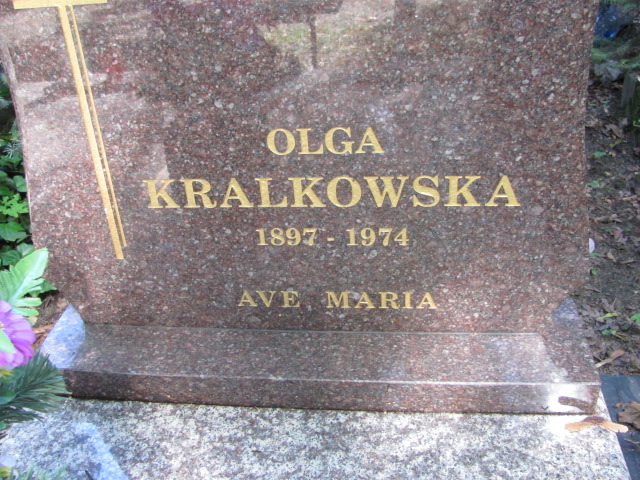 OLGA
KRALKOWSKA
1897 - 1974
AVE MARIA